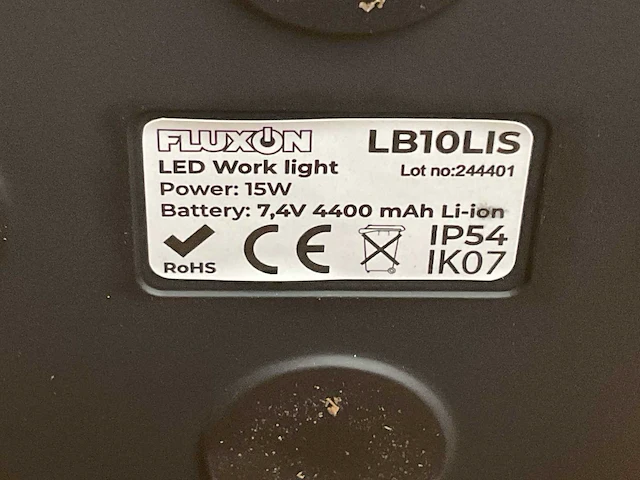 FLUXON LB10LIS
LED Work light Lot no:244401
Power: 15W
Battery: 7,4V 4400 mAh Li-ion
RoHS CE IP54
IK07